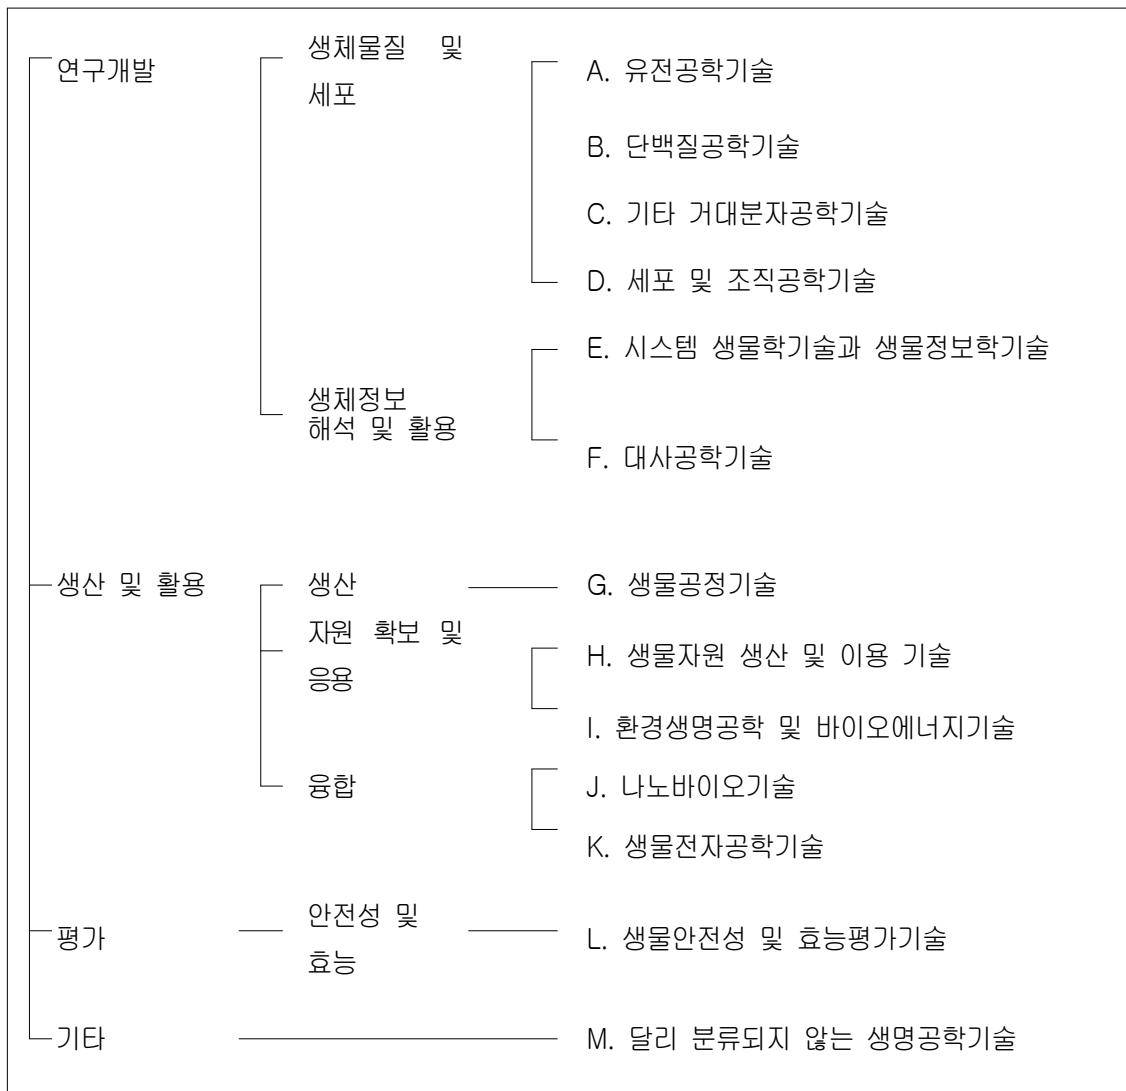 연구개발
생체물질 및
세포
A. 유전공학기술
B. 단백질공학기술
C. 기타 거대분자공학기술
D. 세포 및 조직공학기술
생체정보
해석 및 활용
E. 시스템 생물학기술과 생물정보학기술
F. 대사공학기술
생산 및 활용
생산
G. 생물공정기술
자원 확보 및
응용
H. 생물자원 생산 및 이용 기술
I. 환경생명공학 및 바이오에너지기술
융합
J. 나노바이오기술
K. 생물전자공학기술
평가
안전성 및
효능
L. 생물안전성 및 효능평가기술
기타
M. 달리 분류되지 않는 생명공학기술